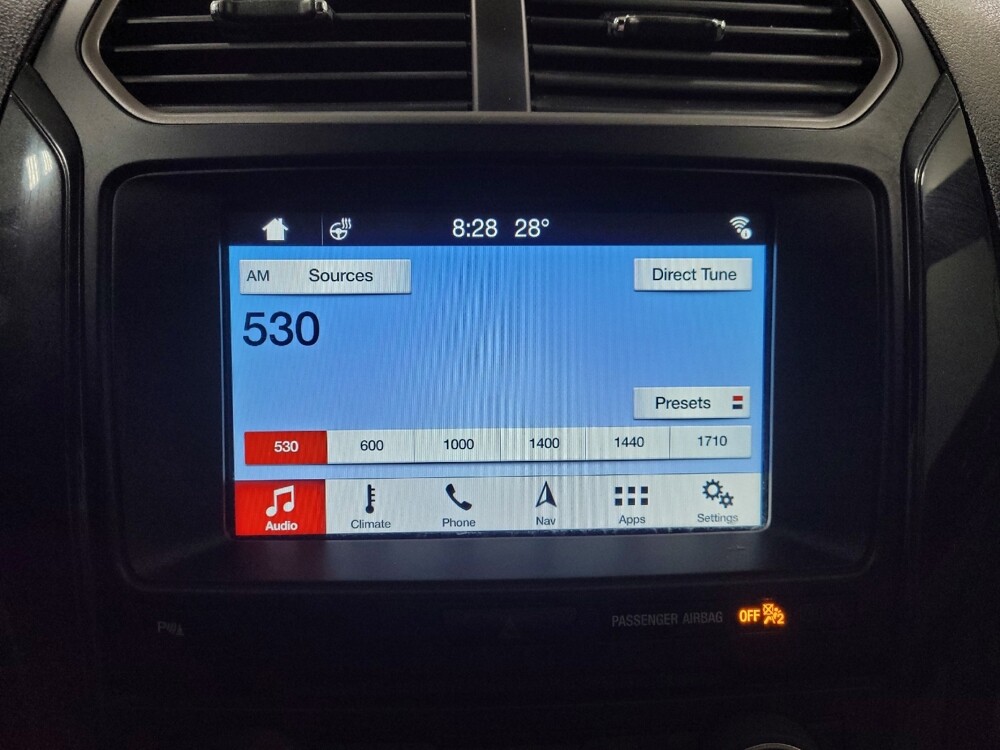 8:28 28°
AM Sources Direct Tune
530
Presets
530 600 1000 1400 1440 1710
Audio Climate Phone Nav Apps Settings
PASSENGER AIRBAG OFF 2
P